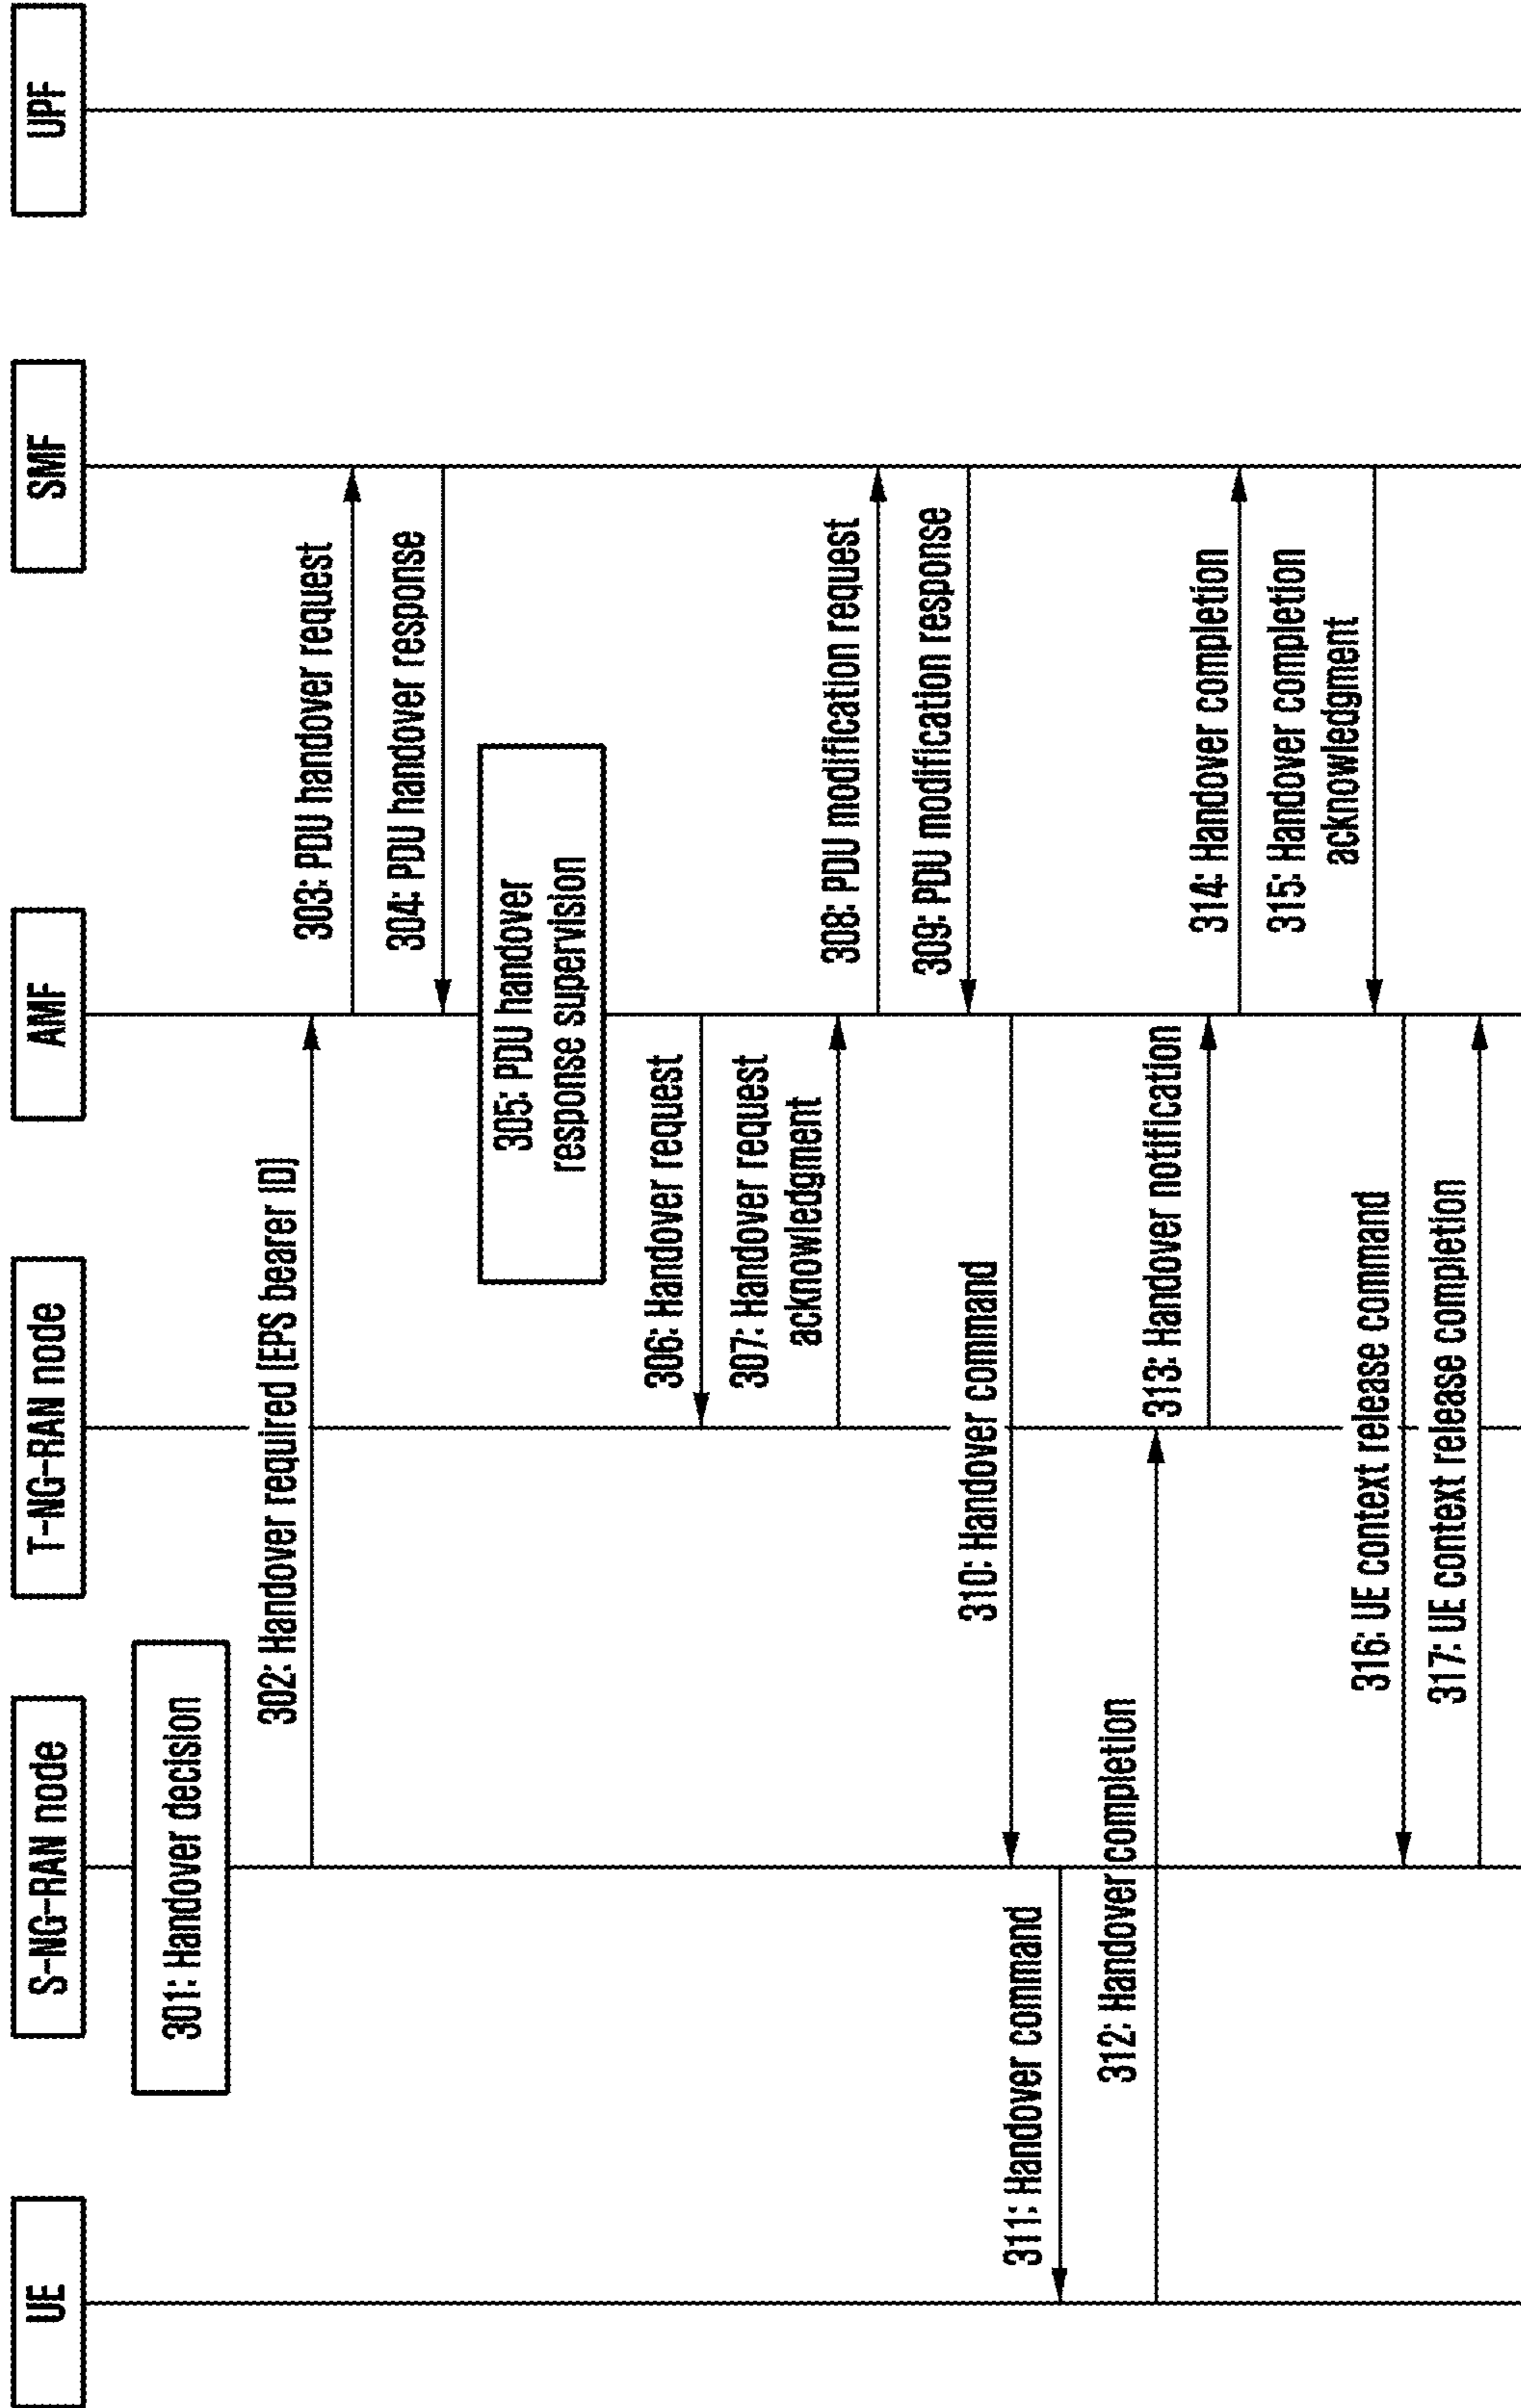 UE
S-NG-RAN node
T-NG-RAN node
AMF
SMF
UPF
301: Handover decision
302: Handover required [EPS bearer ID]
303: PDU handover request
304: PDU handover response
305: PDU handover
response supervision
306: Handover request
307: Handover request
acknowledgment
308: PDU modification request
309: PDU modification response
310: Handover command
311: Handover command
312: Handover completion
313: Handover notification
314: Handover completion
315: Handover completion
acknowledgment
316: UE context release command
317: UE context release completion